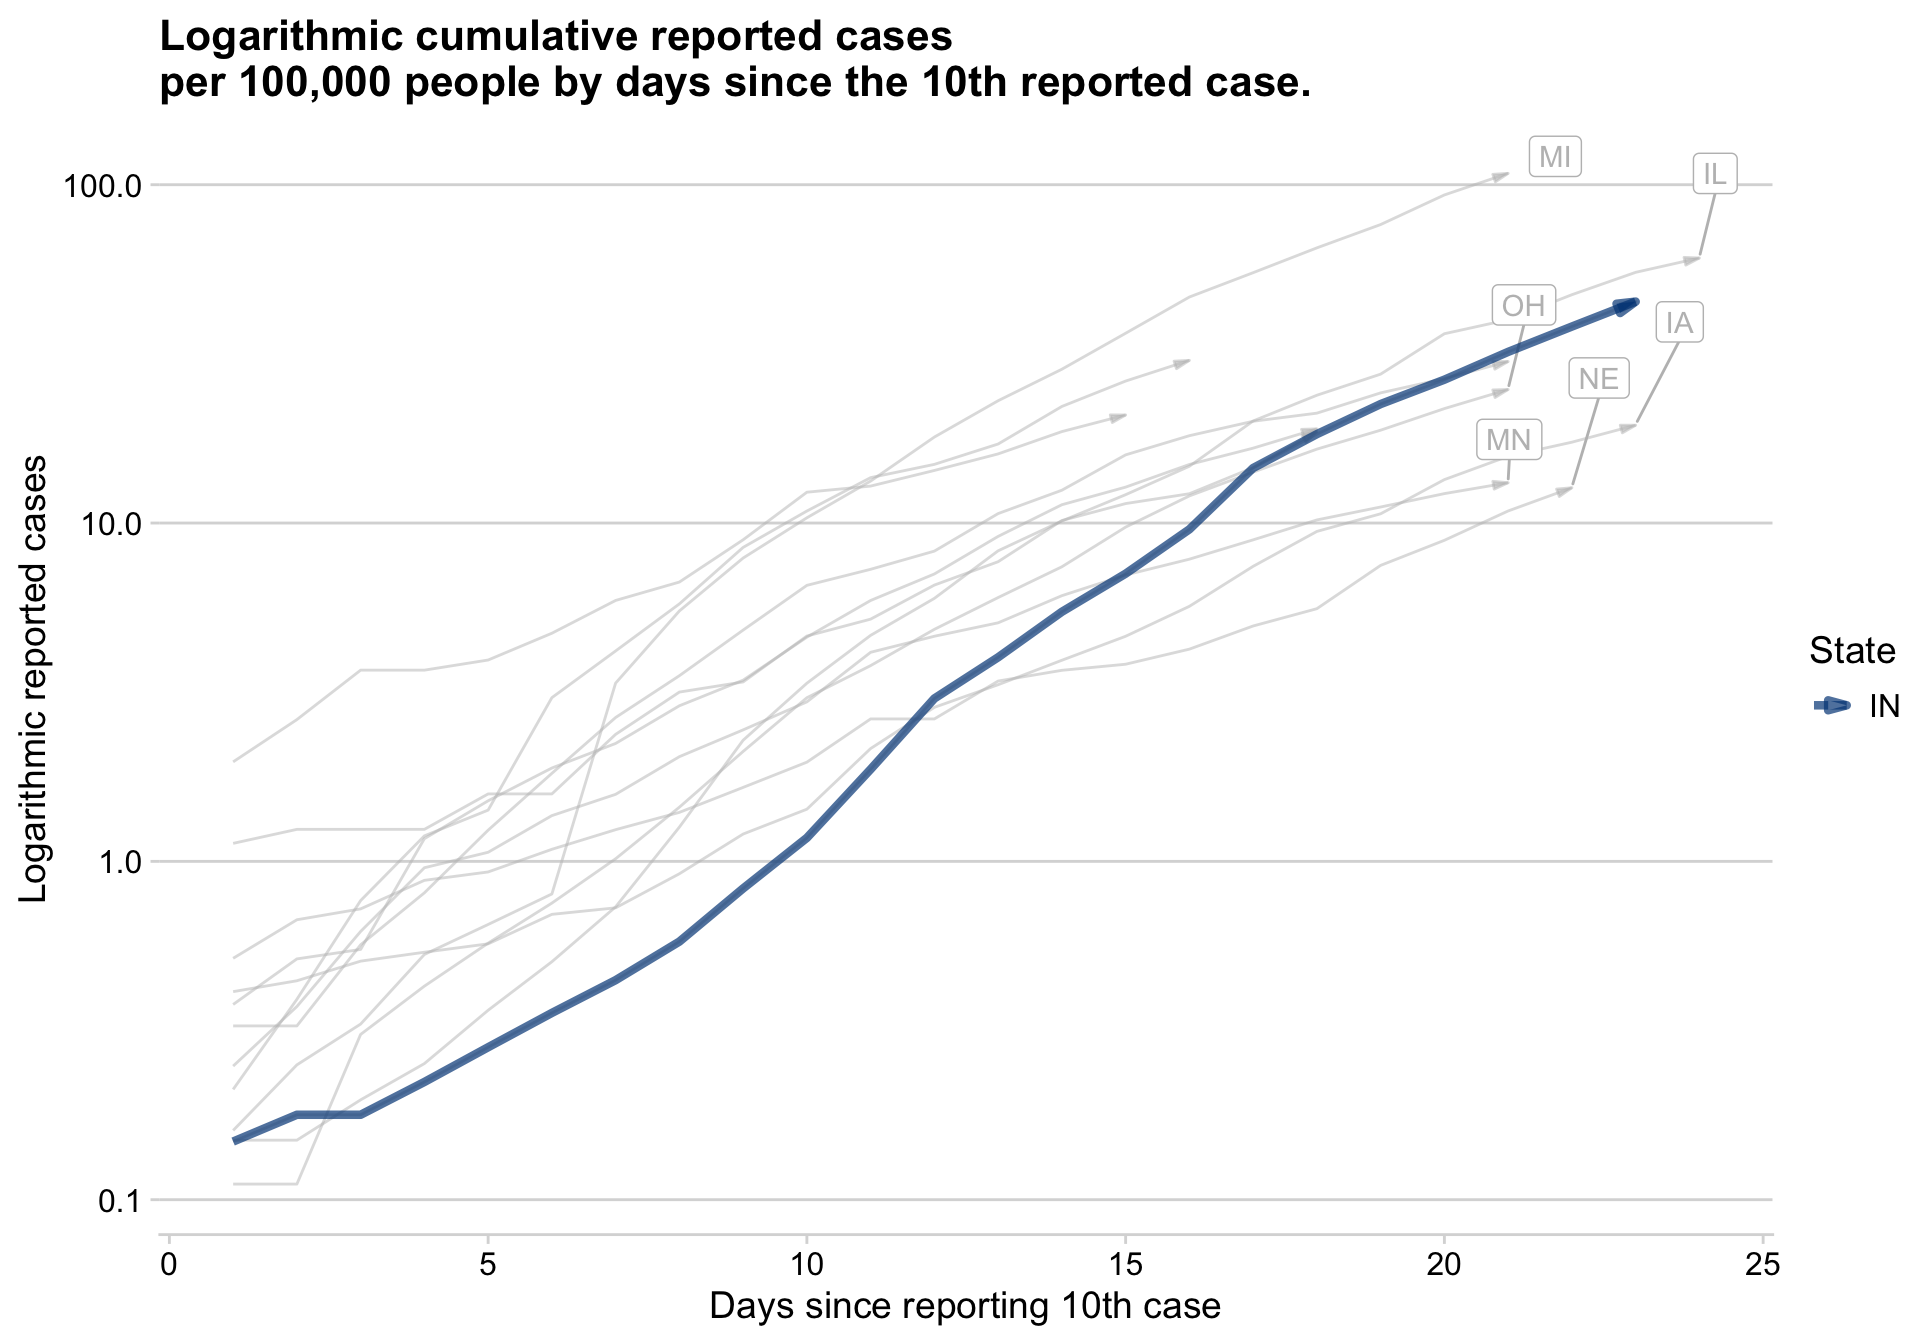 Logarithmic cumulative reported cases
per 100,000 people by days since the 10th reported case.
MI
IL
100.0
OH
IA
NE
MN
10.0
Logarithmic reported cases
State
IN
1.0
0.1
0
5
10
15
20
25
Days since reporting 10th case